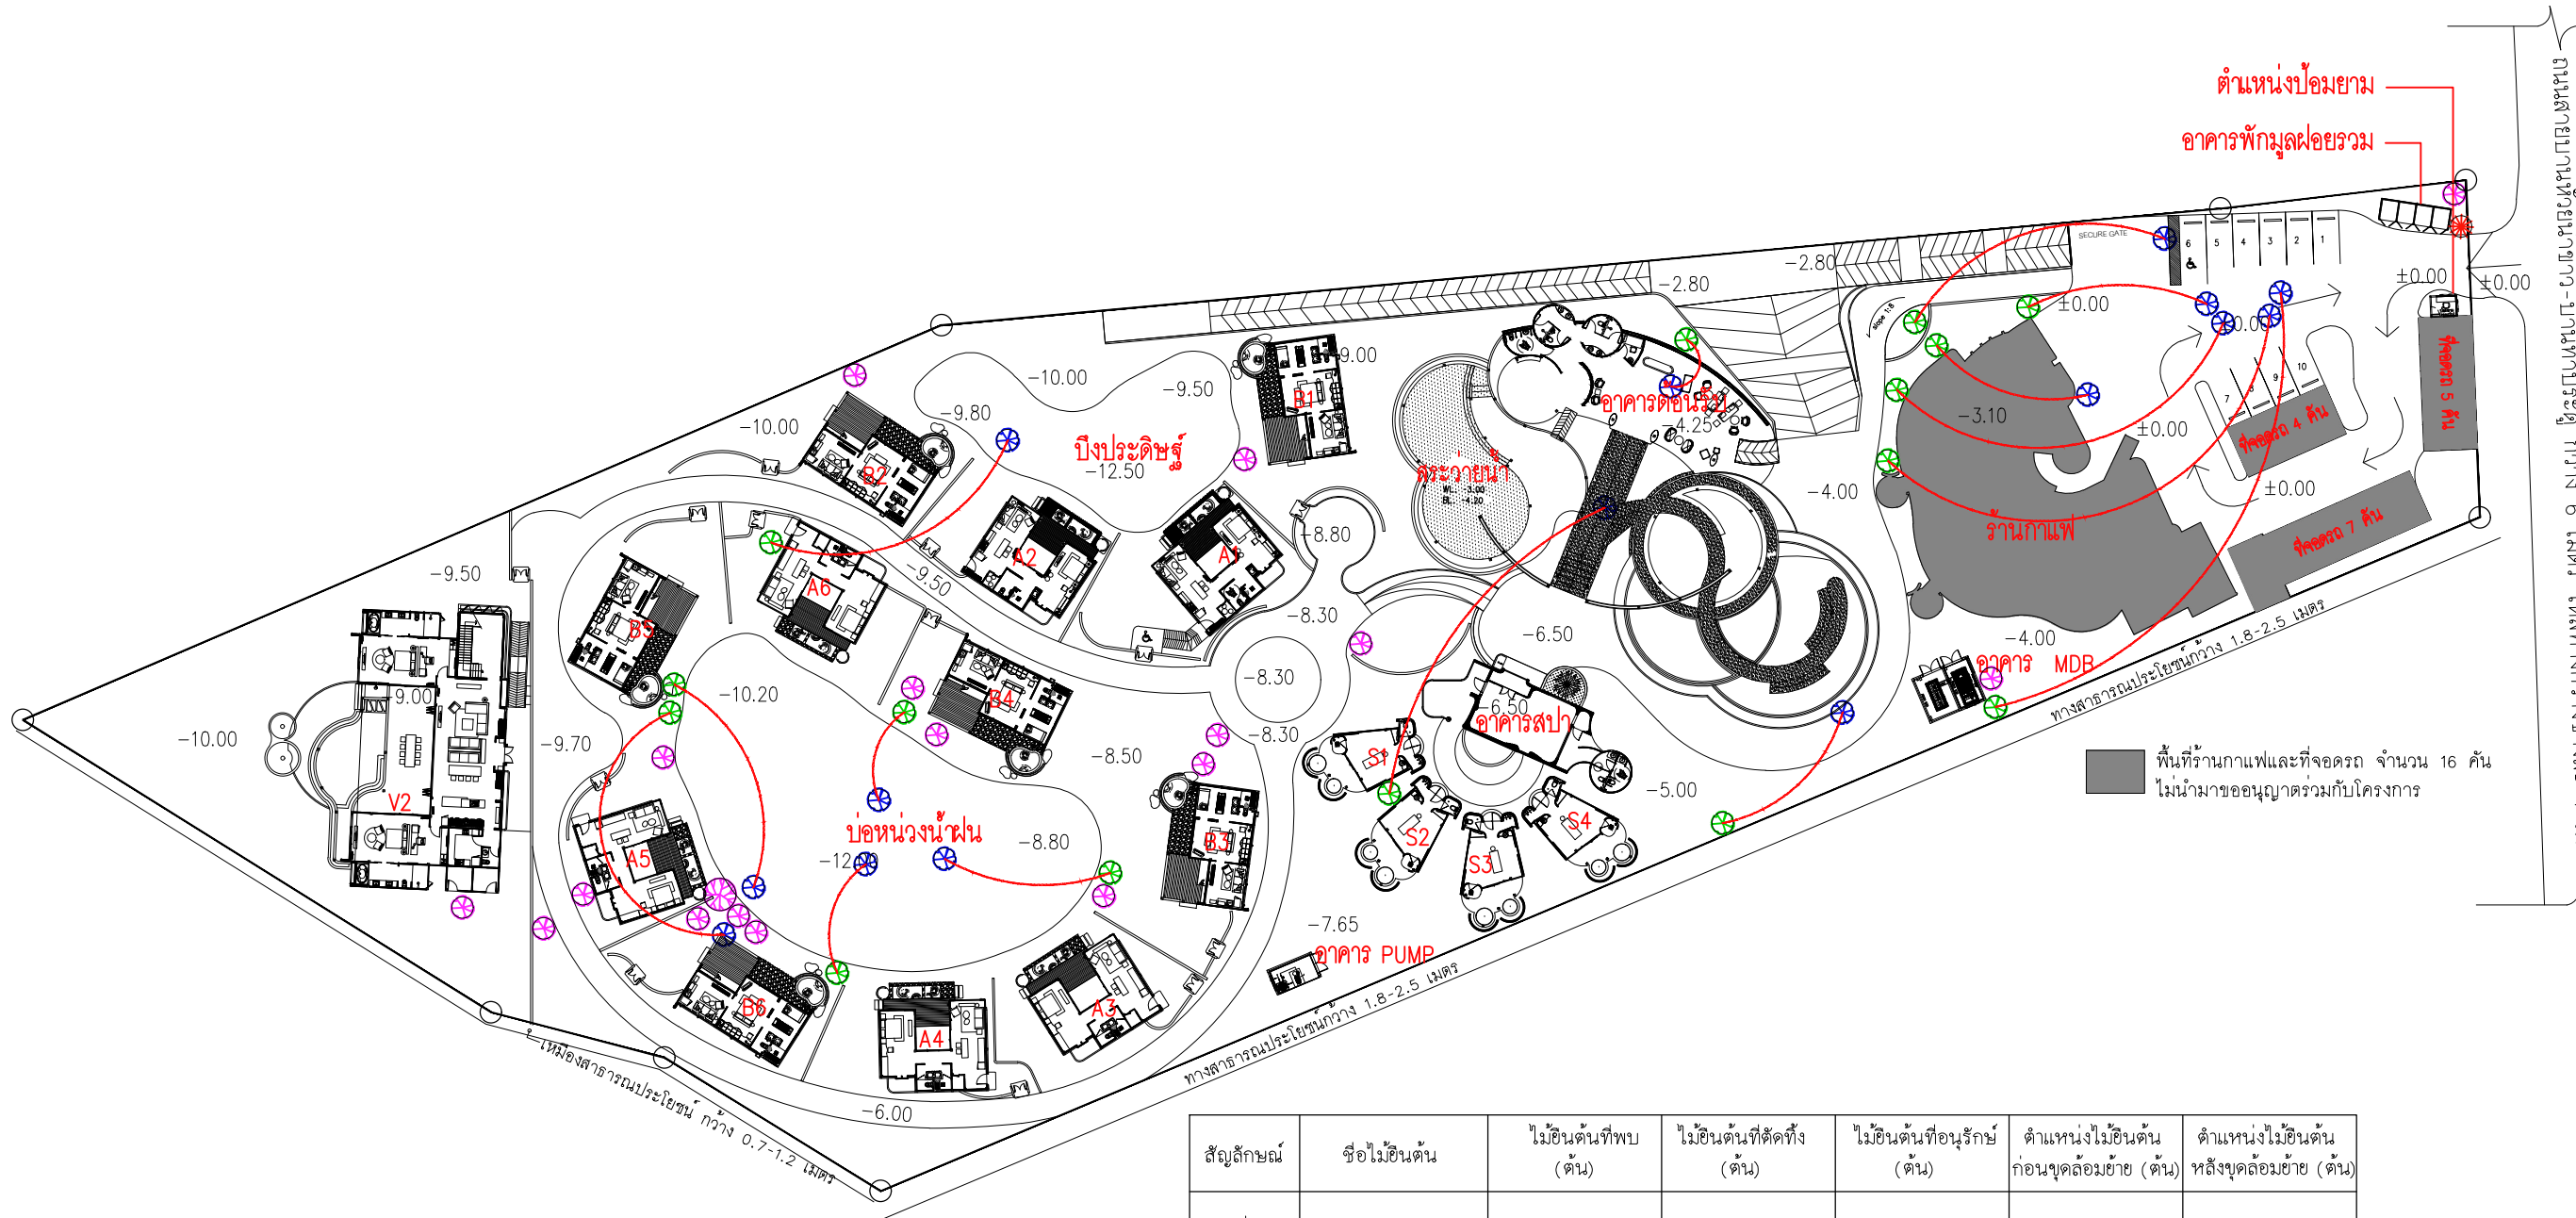 ตำแหน่งป้อมยาม
อาคารพักมูลฝอยรวม
SECURE GATE
6
5
4
3
2
1
±0.00
±0.00
-2.80
-2.80
±0.00
slope 1:8
-9.00
-10.00
-9.50
B1
-9.80
-10.00
บึงประดิษฐ์
-12.50
B2
อาคารต้อนรับ
-4.25
สระว่ายน้ำ
WL. -3.00
BL. -4.20
-3.10
7
8
9
10
±0.00
ที่จอดรถ 4 คัน
ที่จอดรถ 5 คัน
±0.00
-4.00
ร้านกาแฟ
ที่จอดรถ 7 คัน
A2
A1
-8.80
-9.50
-9.50
A6
B5
-8.30
-6.50
-4.00
อาคาร MDB
ทางสาธารณประโยชน์กว้าง 1.8-2.5 เมตร
-8.30
-9.00
-10.20
B4
-6.50
อาคารสปา
-10.00
-9.70
-8.50
-8.30
S1
V2
-5.00
พื้นที่ร้านกาแฟและที่จอดรถ จำนวน 16 คัน
ไม่นำมาขออนุญาตร่วมกับโครงการ
บ่อหน่วงน้ำฝน
-8.80
B3
S2
S4
A5
S3
-7.65
อาคาร PUMP
B6
A4
A3
ทางสาธารณประโยชน์กว้าง 1.8-2.5 เมตร
เหมืองสาธารณประโยชน์ กว้าง 0.7-1.2 เมตร
-6.00
สัญลักษณ์
ชื่อไม้ยืนต้น
ไม้ยืนต้นที่พบ
(ต้น)
ไม้ยืนต้นที่ตัดทิ้ง
(ต้น)
ไม้ยืนต้นที่อนุรักษ์
(ต้น)
ตำแหน่งไม้ยืนต้น
ก่อนขุดล้อมย้าย (ต้น)
ตำแหน่งไม้ยืนต้น
หลังขุดล้อมย้าย (ต้น)